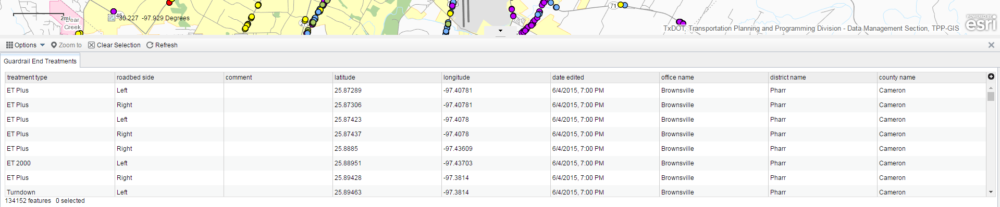 2mi
45
30.227 -97.929 Degrees
Bear
Creek
71
POWERED BY
esri
TxDOT, Transportation Planning and Programming Division - Data Management Section, TPP-GIS
Options Zoom to Clear Selection Refresh
Guardrail End Treatments
treatment type roadbed side comment latitude longitude date edited office name district name county name
ET Plus Left 25.87289 -97.40781 6/4/2015, 7:00 PM Brownsville Pharr Cameron
ET Plus Right 25.87306 -97.40781 6/4/2015, 7:00 PM Brownsville Pharr Cameron
ET Plus Left 25.87423 -97.4078 6/4/2015, 7:00 PM Brownsville Pharr Cameron
ET Plus Right 25.87437 -97.4078 6/4/2015, 7:00 PM Brownsville Pharr Cameron
ET Plus Right 25.8885 -97.43609 6/4/2015, 7:00 PM Brownsville Pharr Cameron
ET 2000 Left 25.88951 -97.43703 6/4/2015, 7:00 PM Brownsville Pharr Cameron
ET Plus Right 25.89428 -97.3814 6/4/2015, 7:00 PM Brownsville Pharr Cameron
Turndown Left 25.89463 -97.3814 6/4/2015, 7:00 PM Brownsville Pharr Cameron
134152 features 0 selected